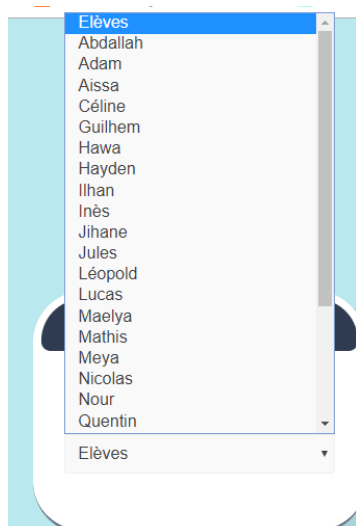 Elèves
Abdallah
Adam
Aissa
Céline
Guilhem
Hawa
Hayden
Ilhan
Inès
Jihane
Jules
Léopold
Lucas
Maelya
Mathis
Meya
Nicolas
Nour
Quentin
Elèves